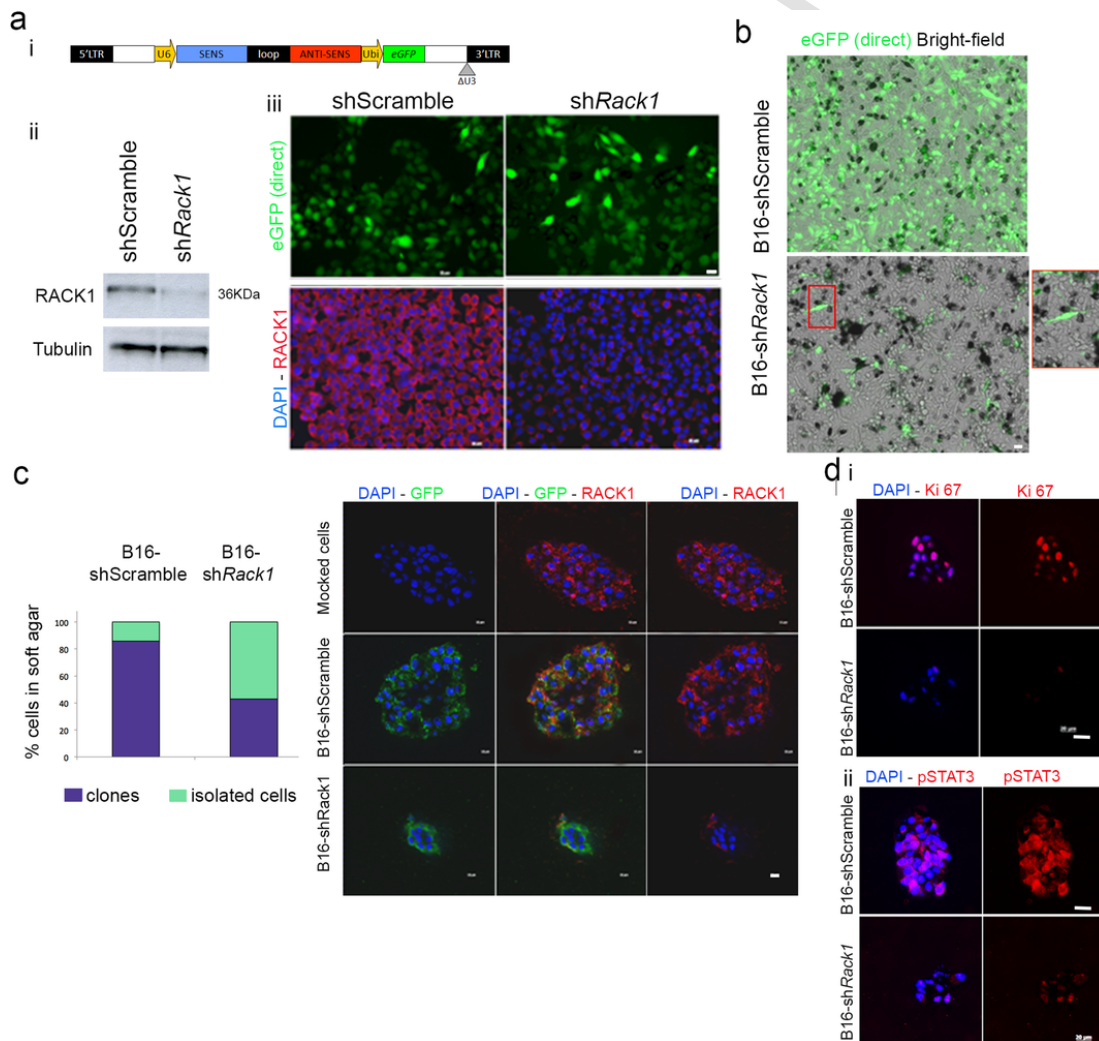 a
i
5'LTR U6 SENS loop ANTI-SENS Ubi eGFP 3'LTR
ΔU3
ii
shScramble
shRack1
RACK1
36KDa
Tubulin
iii
shScramble shRack1
eGFP (direct)
DAPI - RACK1
b
eGFP (direct) Bright-field
B16-shScramble
B16-shRack1
c
B16-
shScramble
B16-
shRack1
% cells in soft agar
100
80
60
40
20
0
clones isolated cells
DAPI - GFP DAPI - GFP - RACK1 DAPI - RACK1
Mocked cells
B16-shScramble
B16-shRack1
d
i
DAPI - Ki 67 Ki 67
B16-shScramble
B16-shRack1
20 µm
ii
DAPI - pSTAT3 pSTAT3
B16-shScramble
B16-shRack1
20 µm